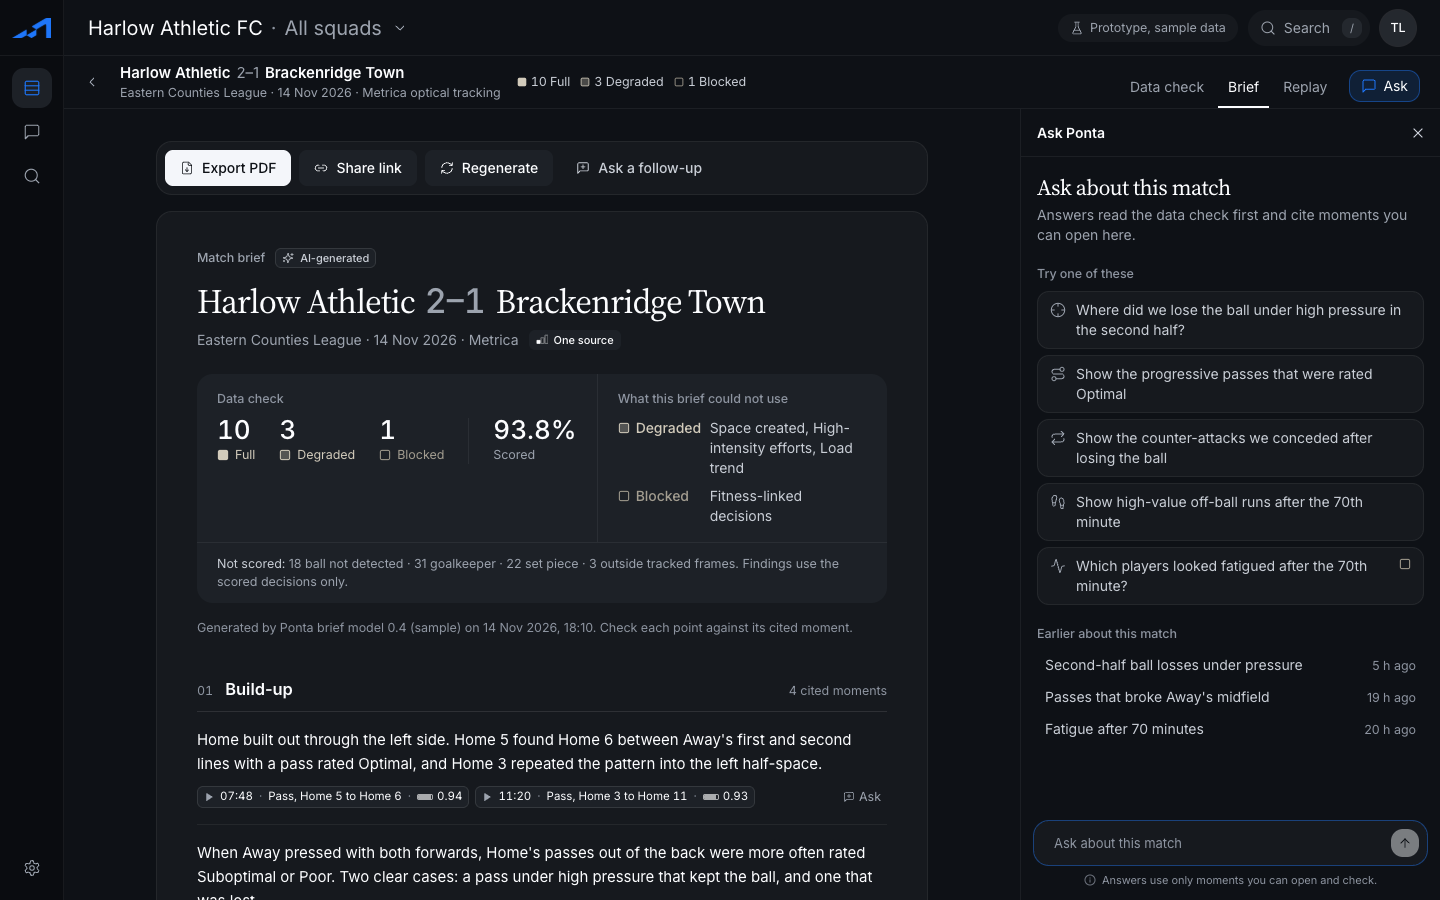 Harlow Athletic FC · All squads
Prototype, sample data
Search /
TL
Harlow Athletic 2–1 Brackenridge Town
Eastern Counties League · 14 Nov 2026 · Metrica optical tracking
10 Full 3 Degraded 1 Blocked
Data check
Brief
Replay
Ask
Export PDF
Share link
Regenerate
Ask a follow-up
Match brief AI-generated
Harlow Athletic 2–1 Brackenridge Town
Eastern Counties League · 14 Nov 2026 · Metrica One source
Data check
10 3 1 93.8%
Full Degraded Blocked Scored
What this brief could not use
Degraded Space created, High-
intensity efforts, Load
trend
Blocked Fitness-linked
decisions
Not scored: 18 ball not detected · 31 goalkeeper · 22 set piece · 3 outside tracked frames. Findings use the
scored decisions only.
Generated by Ponta brief model 0.4 (sample) on 14 Nov 2026, 18:10. Check each point against its cited moment.
01 Build-up 4 cited moments
Home built out through the left side. Home 5 found Home 6 between Away's first and second
lines with a pass rated Optimal, and Home 3 repeated the pattern into the left half-space.
07:48 · Pass, Home 5 to Home 6 · 0.94
11:20 · Pass, Home 3 to Home 11 · 0.93
Ask
When Away pressed with both forwards, Home's passes out of the back were more often rated
Suboptimal or Poor. Two clear cases: a pass under high pressure that kept the ball, and one that
was lost.
Ask Ponta
Ask about this match
Answers read the data check first and cite moments you
can open here.
Try one of these
Where did we lose the ball under high pressure in
the second half?
Show the progressive passes that were rated
Optimal
Show the counter-attacks we conceded after
losing the ball
Show high-value off-ball runs after the 70th
minute
Which players looked fatigued after the 70th
minute?
Earlier about this match
Second-half ball losses under pressure 5 h ago
Passes that broke Away's midfield 19 h ago
Fatigue after 70 minutes 20 h ago
Ask about this match
Answers use only moments you can open and check.